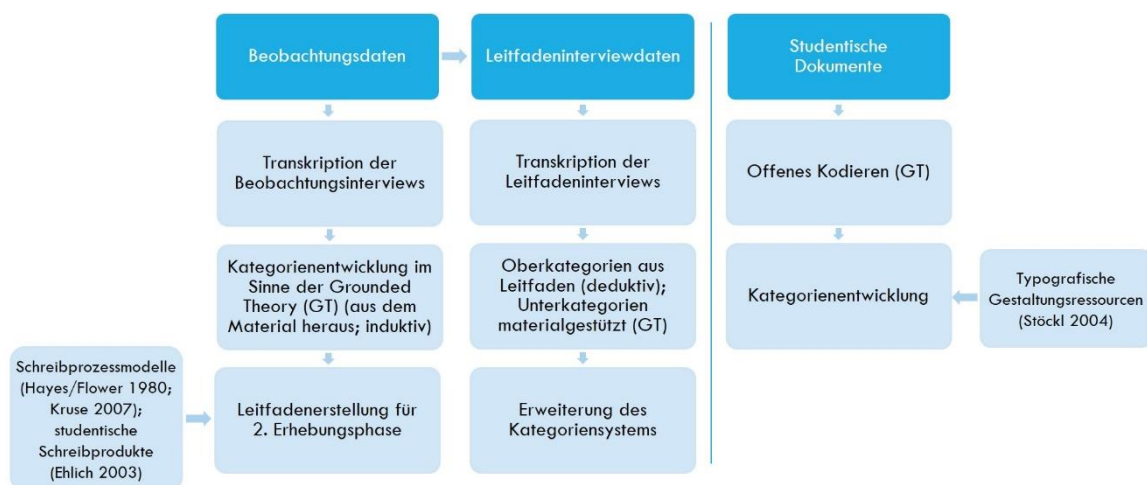 Beobachtungsdaten
Leitfadeninterviewdaten
Studentische
Dokumente
Transkription der
Beobachtungsinterviews
Transkription der
Leitfadeninterviews
Offenes Kodieren (GT)
Kategorienentwicklung im
Sinne der Grounded
Theory (GT) (aus dem
Material heraus; induktiv)
Oberkategorien aus
Leitfaden (deduktiv);
Unterkategorien
materialgestützt (GT)
Kategorienentwicklung
Typografische
Gestaltungsressourcen
(Stöckl 2004)
Schreibprozessmodelle
(Hayes/Flower 1980;
Kruse 2007);
studentische
Schreibprodukte
(Ehlich 2003)
Leitfadenerstellung für
2. Erhebungsphase
Erweiterung des
Kategoriensystems